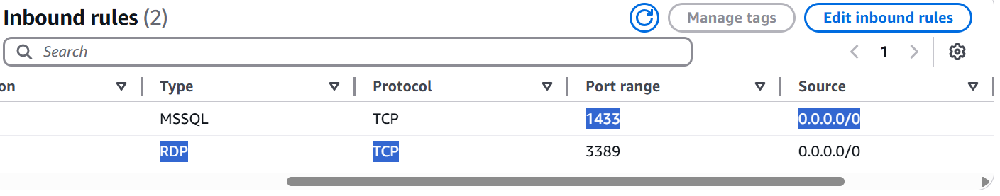 Inbound rules (2) Manage tags Edit inbound rules
Search 1
on Type Protocol Port range Source
MSSQL TCP 1433 0.0.0.0/0
RDP TCP 3389 0.0.0.0/0